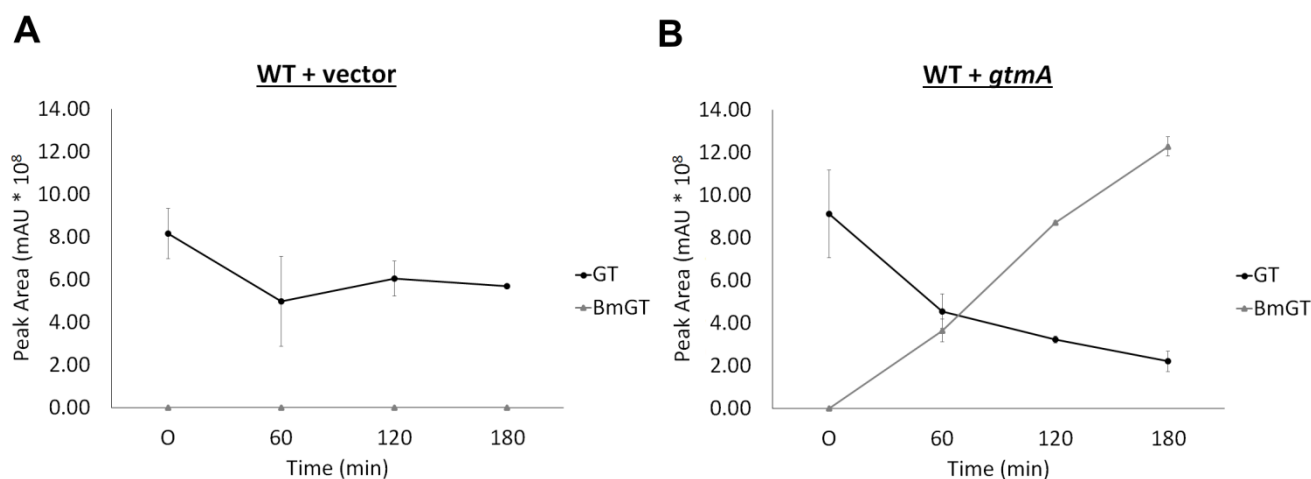 A
WT + vector
14.00
12.00
10.00
8.00
6.00
4.00
2.00
0.00
Peak Area (mAU * 10⁸
O
60
120
180
Time (min)
GT
BmGT
B
WT + gtmA
14.00
12.00
10.00
8.00
6.00
4.00
2.00
0.00
Peak Area (mAU * 10⁸
O
60
120
180
Time (min)
GT
BmGT